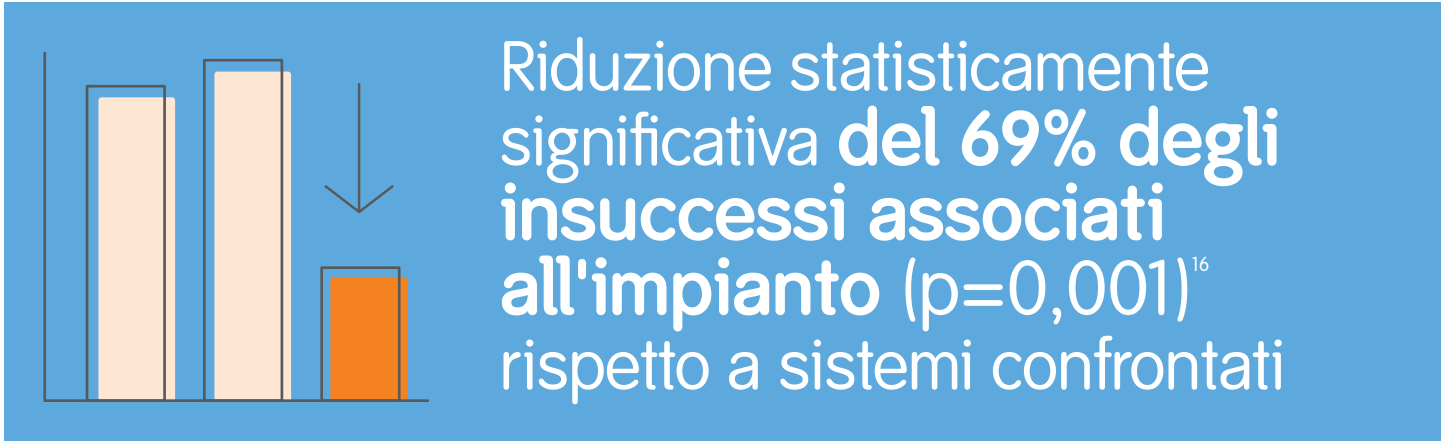 Riduzione statisticamente
significativa del 69% degli
insuccessi associati
all'impianto (p=0,001)16
rispetto a sistemi confrontati